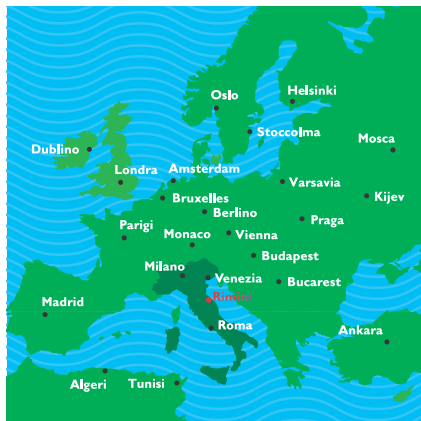 Oslo
Helsinki
Stoccolma
Mosca
Dublino
Londra
Amsterdam
Varsavia
Bruxelles
Kijev
Berlino
Praga
Parigi
Monaco
Vienna
Budapest
Milano
Venezia
Bucarest
Rimini
Madrid
Roma
Ankara
Algeri
Tunisi